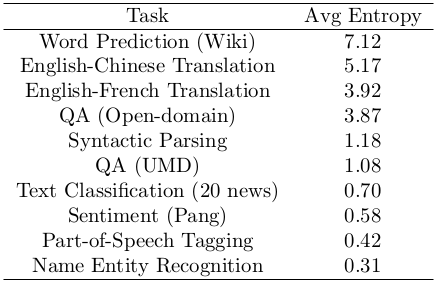 Task Avg Entropy
Word Prediction (Wiki) 7.12
English-Chinese Translation 5.17
English-French Translation 3.92
QA (Open-domain) 3.87
Syntactic Parsing 1.18
QA (UMD) 1.08
Text Classification (20 news) 0.70
Sentiment (Pang) 0.58
Part-of-Speech Tagging 0.42
Name Entity Recognition 0.31